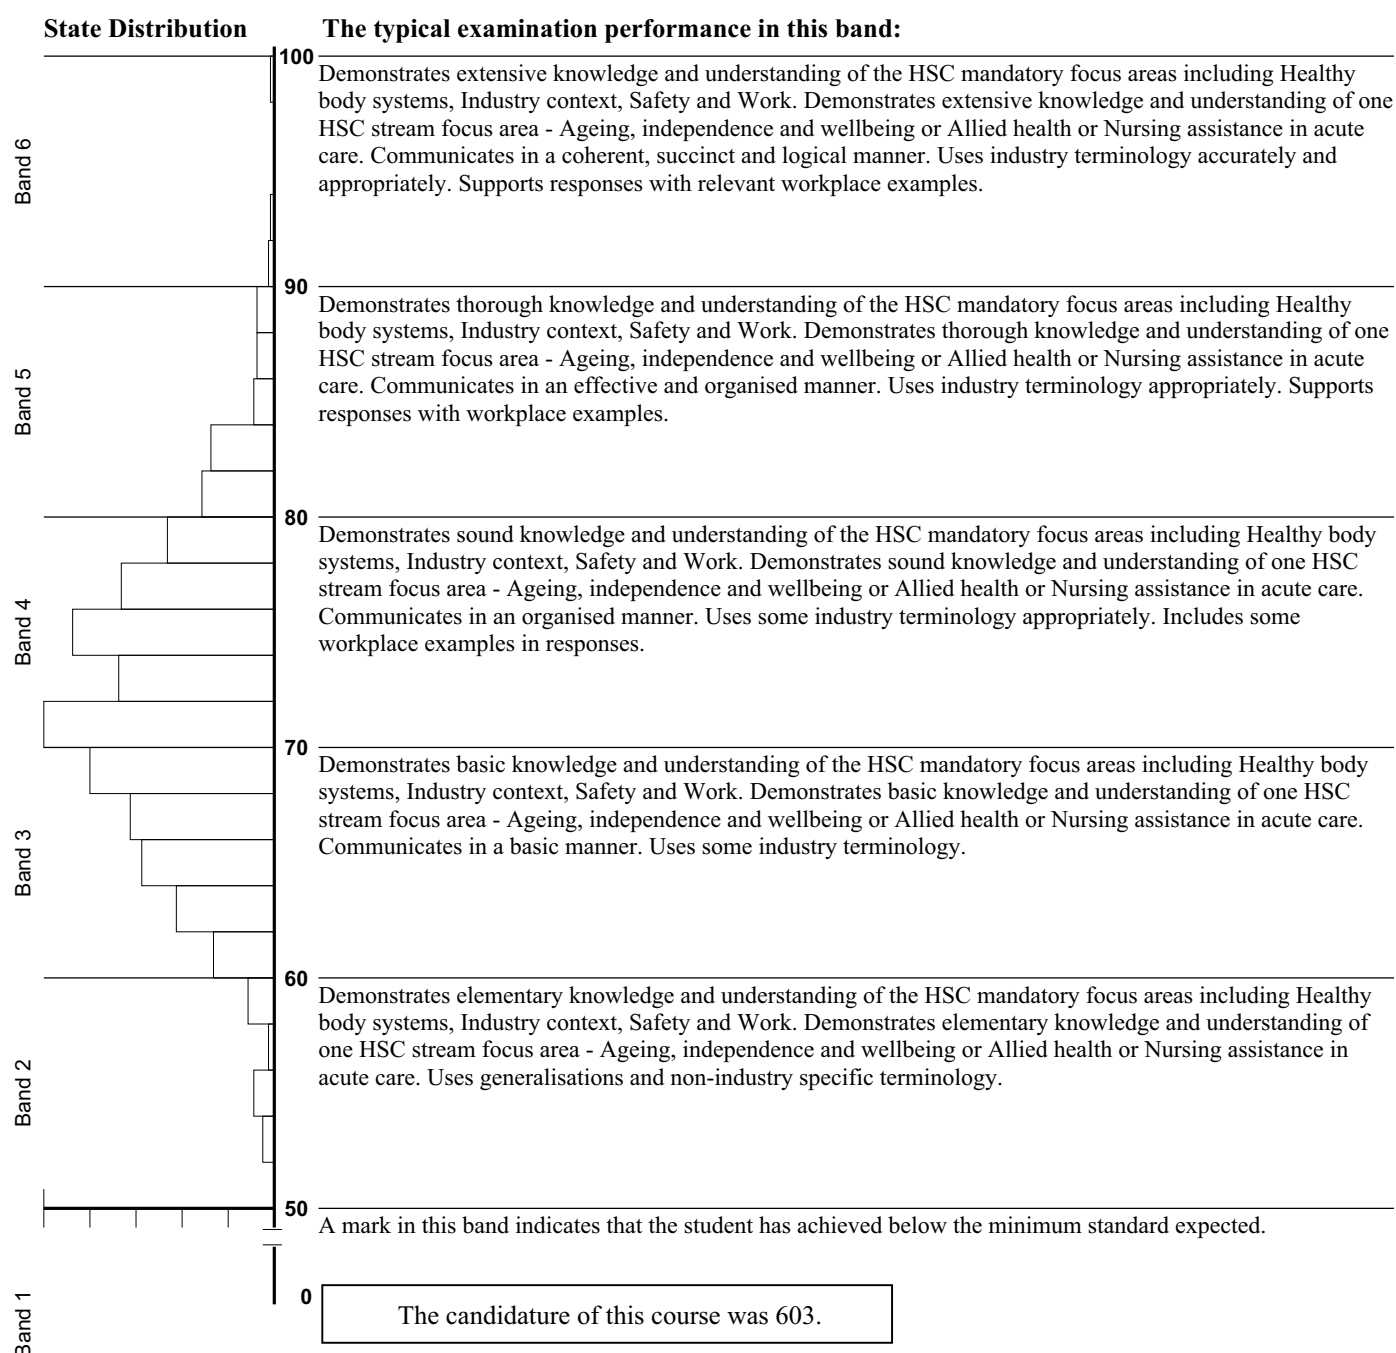 State Distribution
The typical examination performance in this band:
100
Demonstrates extensive knowledge and understanding of the HSC mandatory focus areas including Healthy
body systems, Industry context, Safety and Work. Demonstrates extensive knowledge and understanding of one
HSC stream focus area - Ageing, independence and wellbeing or Allied health or Nursing assistance in acute
care. Communicates in a coherent, succinct and logical manner. Uses industry terminology accurately and
appropriately. Supports responses with relevant workplace examples.
Band 6
90
Demonstrates thorough knowledge and understanding of the HSC mandatory focus areas including Healthy
body systems, Industry context, Safety and Work. Demonstrates thorough knowledge and understanding of one
HSC stream focus area - Ageing, independence and wellbeing or Allied health or Nursing assistance in acute
care. Communicates in an effective and organised manner. Uses industry terminology appropriately. Supports
responses with workplace examples.
Band 5
80
Demonstrates sound knowledge and understanding of the HSC mandatory focus areas including Healthy body
systems, Industry context, Safety and Work. Demonstrates sound knowledge and understanding of one HSC
stream focus area - Ageing, independence and wellbeing or Allied health or Nursing assistance in acute care.
Communicates in an organised manner. Uses some industry terminology appropriately. Includes some
workplace examples in responses.
Band 4
70
Demonstrates basic knowledge and understanding of the HSC mandatory focus areas including Healthy body
systems, Industry context, Safety and Work. Demonstrates basic knowledge and understanding of one HSC
stream focus area - Ageing, independence and wellbeing or Allied health or Nursing assistance in acute care.
Communicates in a basic manner. Uses some industry terminology.
Band 3
60
Demonstrates elementary knowledge and understanding of the HSC mandatory focus areas including Healthy
body systems, Industry context, Safety and Work. Demonstrates elementary knowledge and understanding of
one HSC stream focus area - Ageing, independence and wellbeing or Allied health or Nursing assistance in
acute care. Uses generalisations and non-industry specific terminology.
Band 2
50
A mark in this band indicates that the student has achieved below the minimum standard expected.
0
Band 1
The candidature of this course was 603.